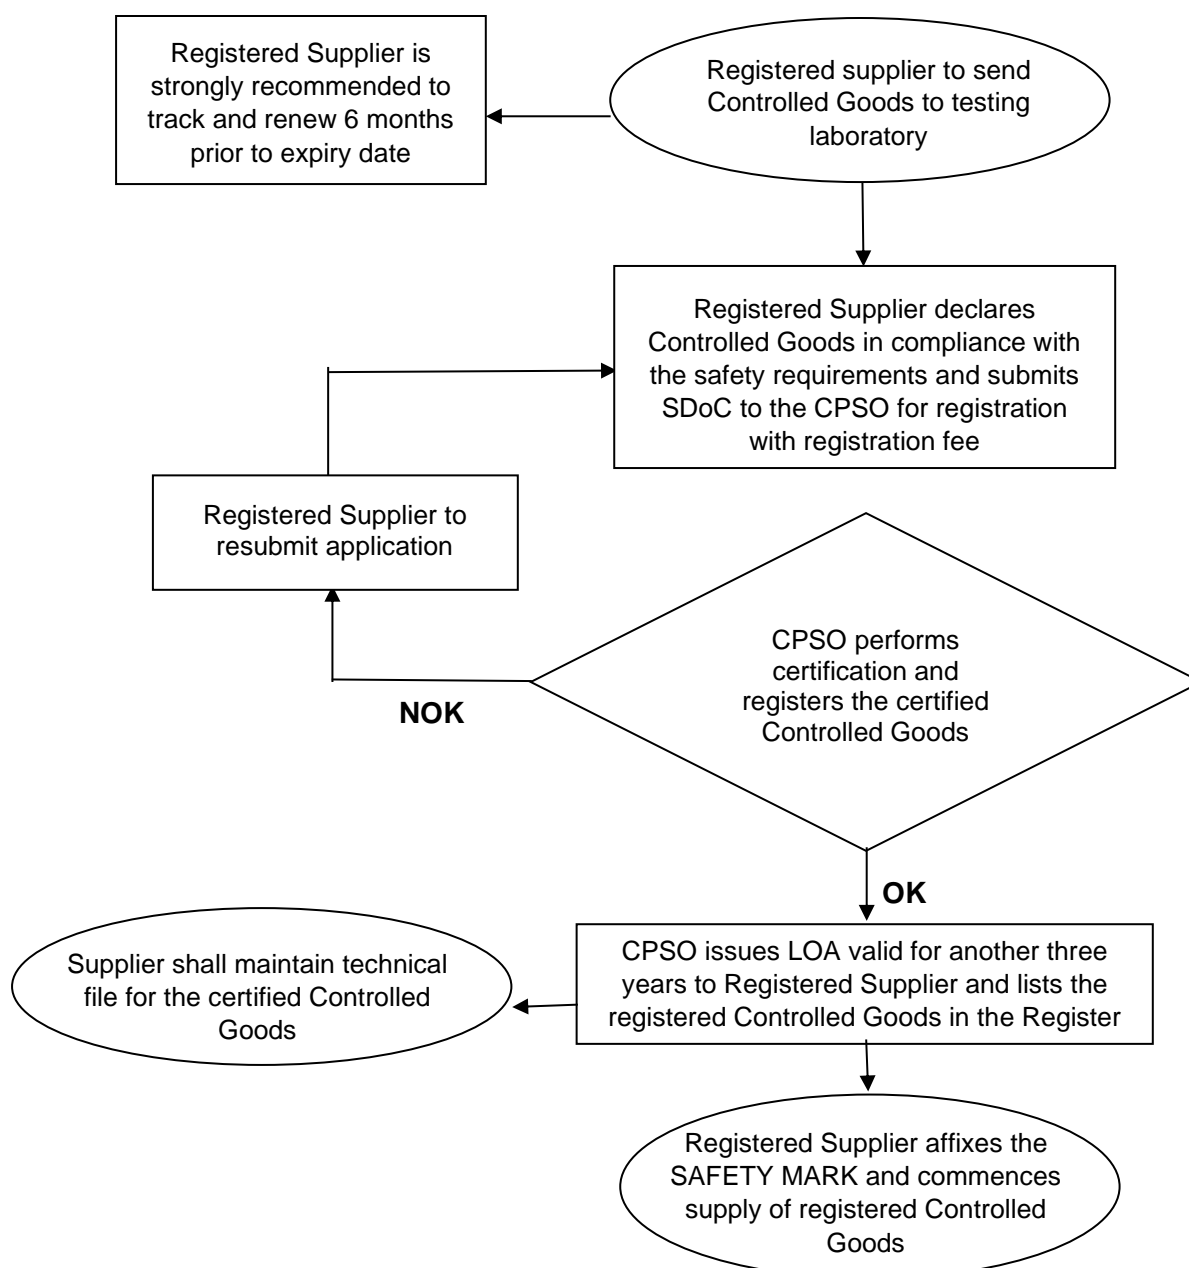 Registered Supplier is
strongly recommended to
track and renew 6 months
prior to expiry date
Registered supplier to send
Controlled Goods to testing
laboratory
Registered Supplier declares
Controlled Goods in compliance with
the safety requirements and submits
SDoC to the CPSO for registration
with registration fee
Registered Supplier to
resubmit application
CPSO performs
certification and
registers the certified
Controlled Goods
NOK
OK
Supplier shall maintain technical
file for the certified Controlled
Goods
CPSO issues LOA valid for another three
years to Registered Supplier and lists the
registered Controlled Goods in the Register
Registered Supplier affixes the
SAFETY MARK and commences
supply of registered Controlled
Goods